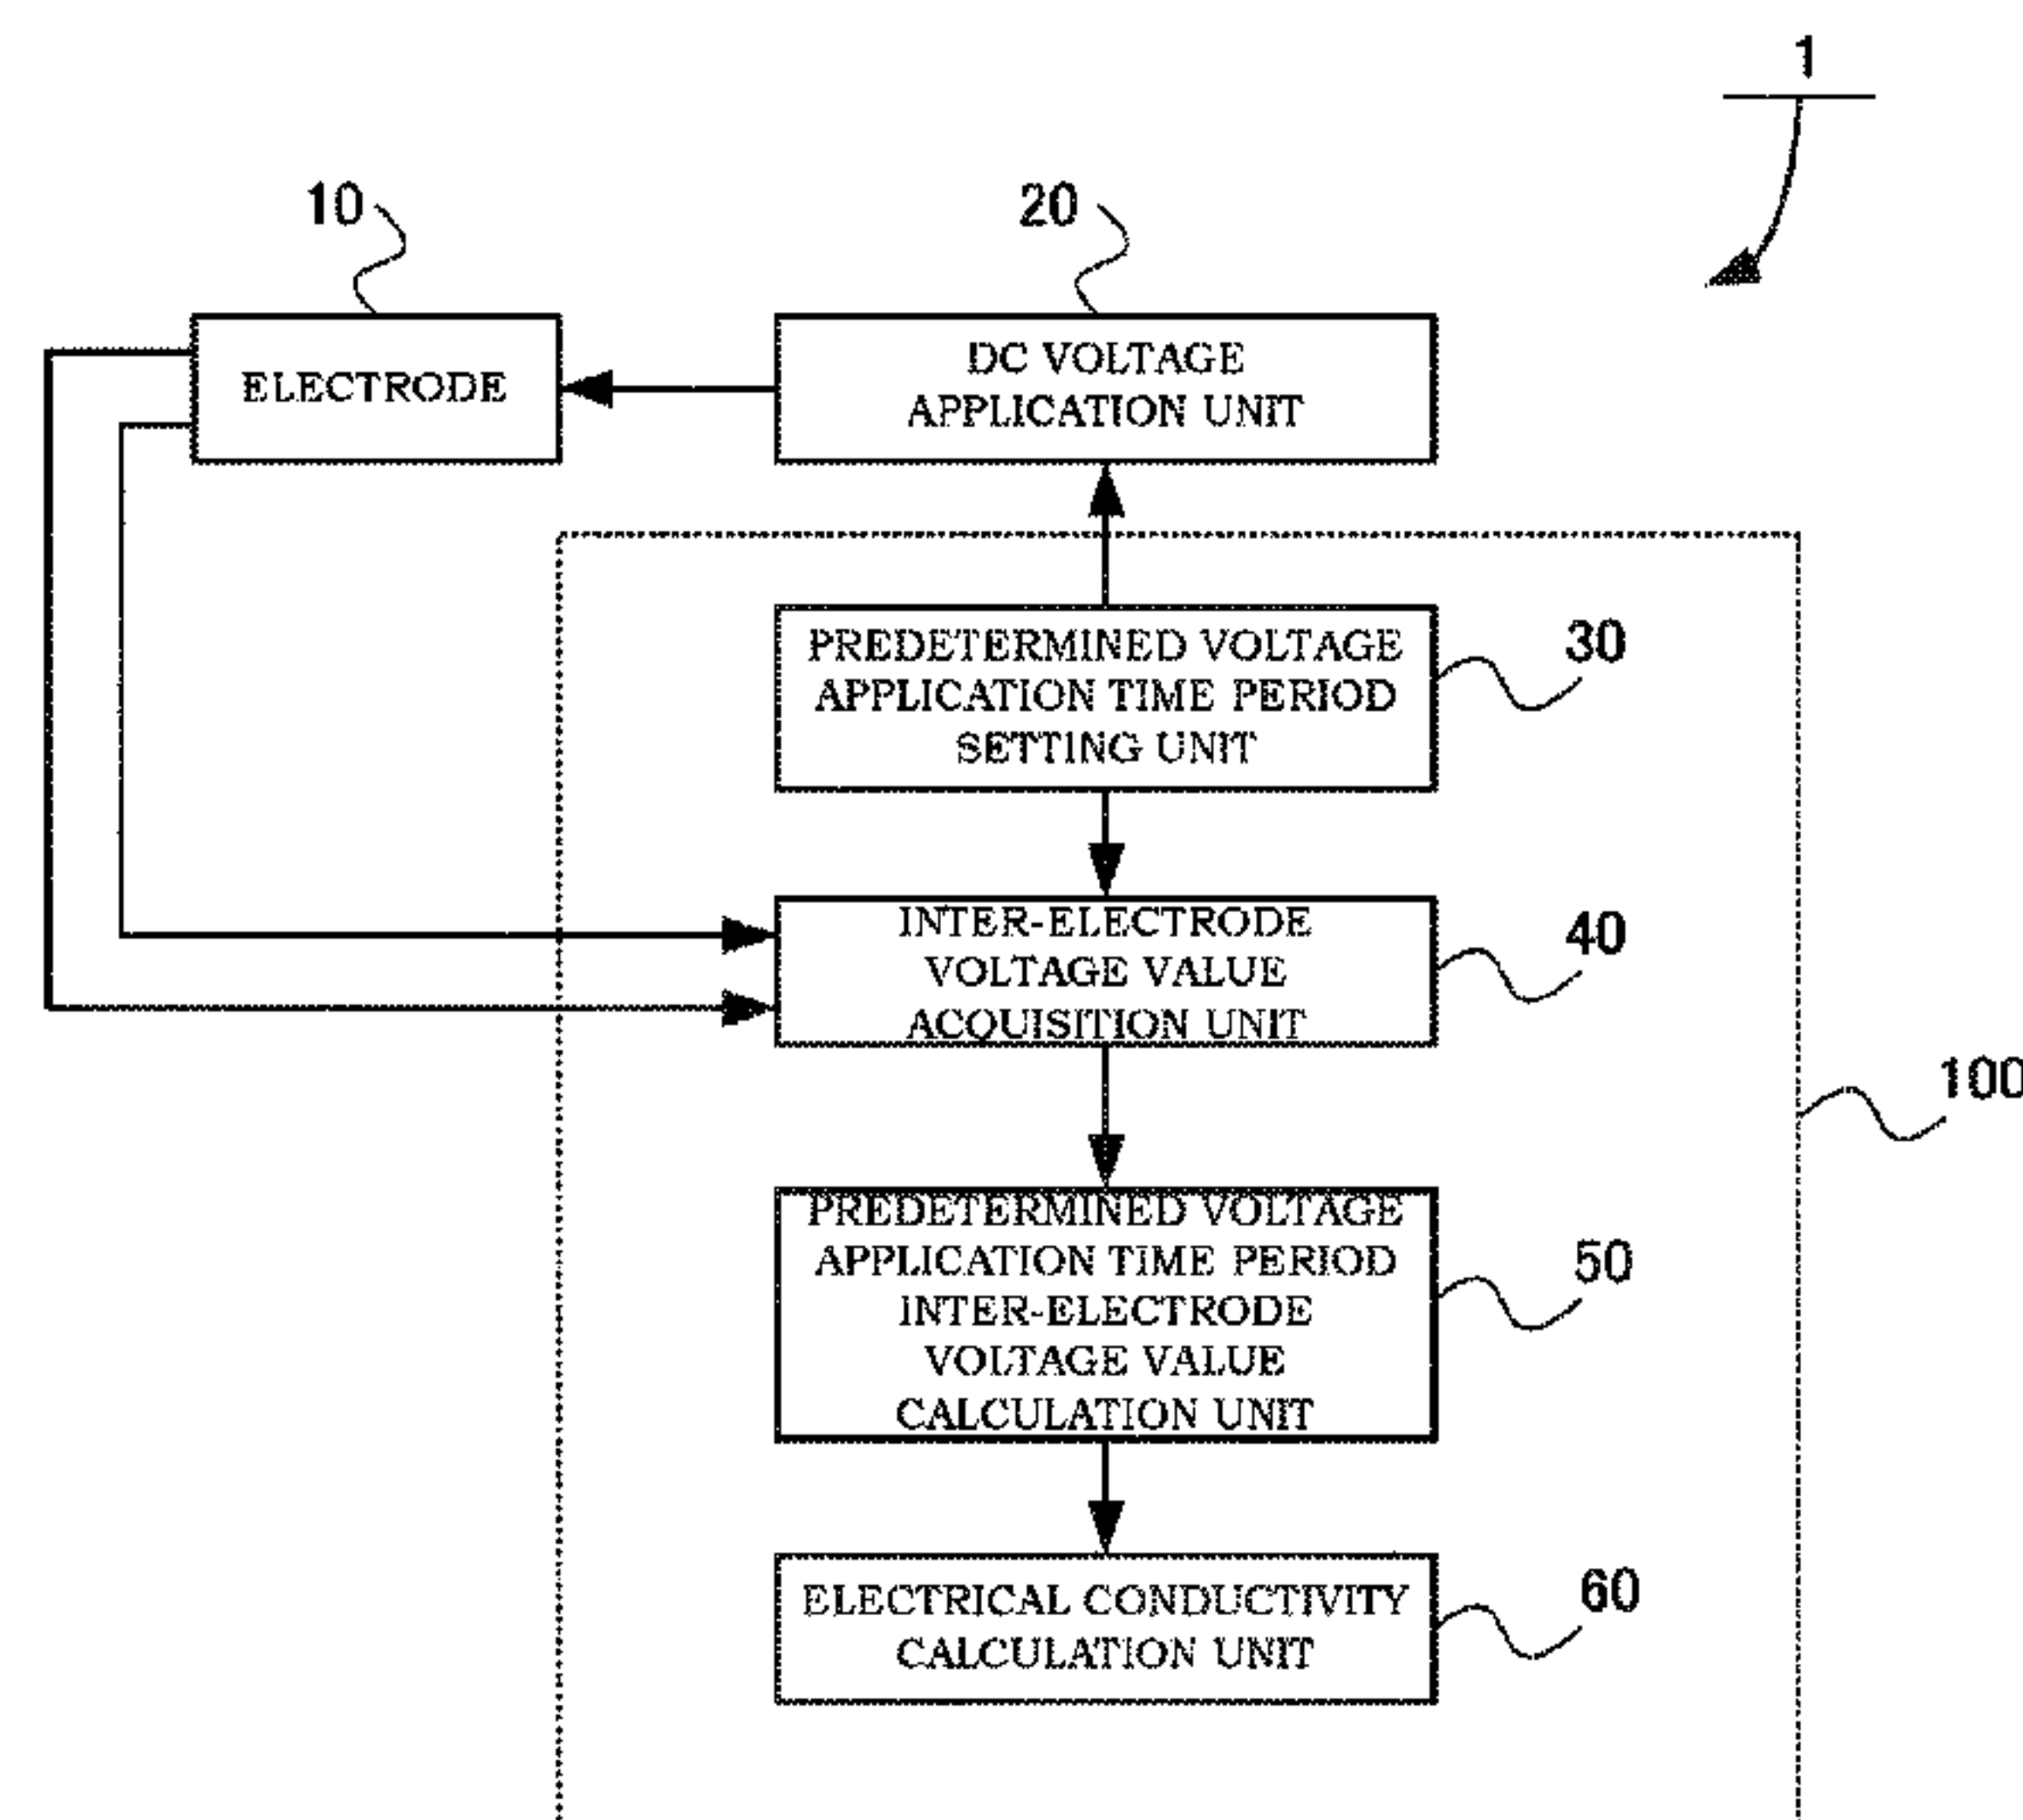 1
10
20
ELECTRODE
DC VOLTAGE
APPLICATION UNIT
PREDETERMINED VOLTAGE
APPLICATION TIME PERIOD
SETTING UNIT
30
INTER-ELECTRODE
VOLTAGE VALUE
ACQUISITION UNIT
40
100
PREDETERMINED VOLTAGE
APPLICATION TIME PERIOD
INTER-ELECTRODE
VOLTAGE VALUE
CALCULATION UNIT
50
ELECTRICAL CONDUCTIVITY
CALCULATION UNIT
60